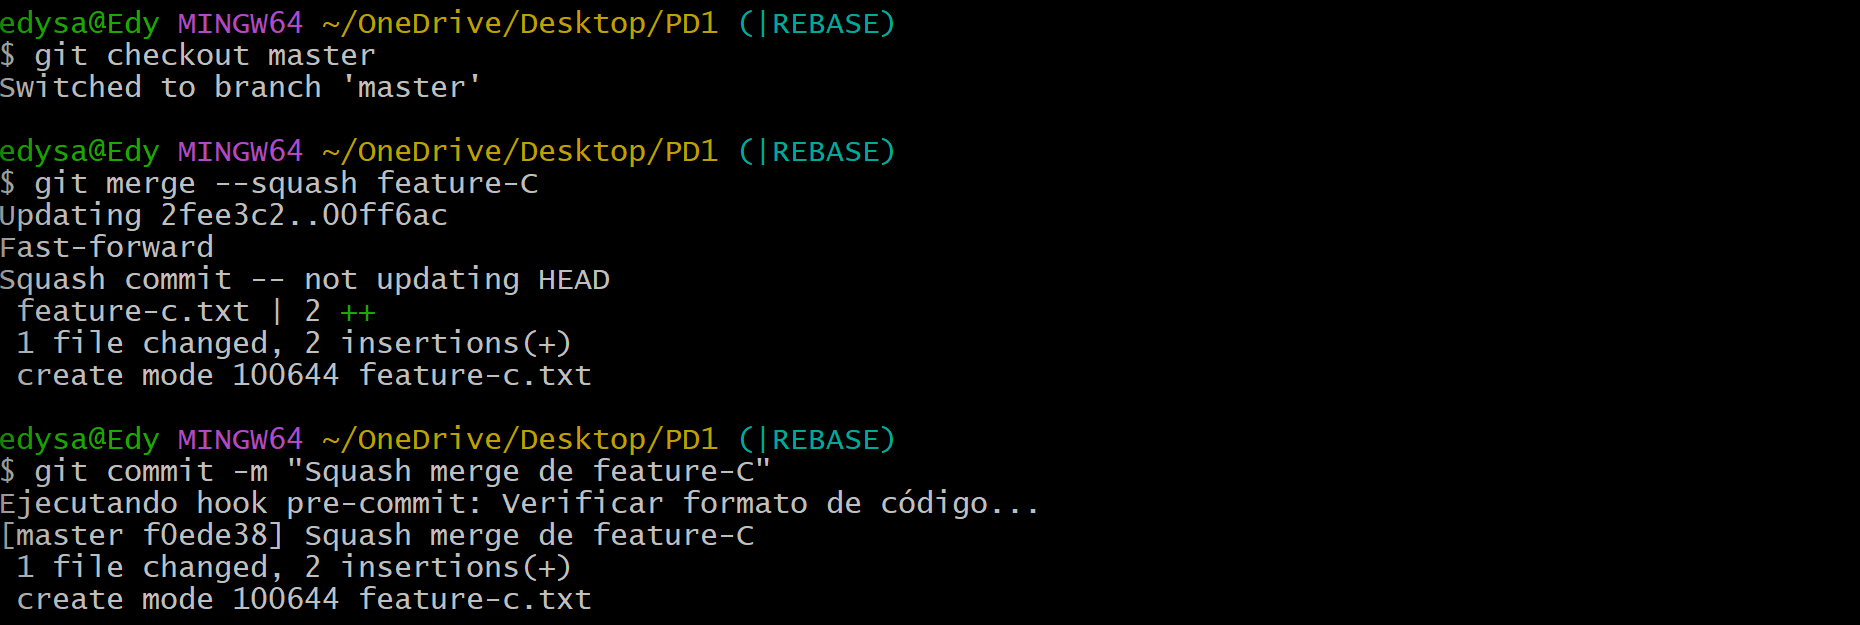 edysa@Edy MINGW64 ~/OneDrive/Desktop/PD1 (|REBASE)
$ git checkout master
Switched to branch 'master'
edysa@Edy MINGW64 ~/OneDrive/Desktop/PD1 (|REBASE)
$ git merge --squash feature-C
Updating 2fee3c2..00ff6ac
Fast-forward
Squash commit -- not updating HEAD
 feature-c.txt | 2 ++
 1 file changed, 2 insertions(+)
 create mode 100644 feature-c.txt
edysa@Edy MINGW64 ~/OneDrive/Desktop/PD1 (|REBASE)
$ git commit -m "Squash merge de feature-C"
Ejecutando hook pre-commit: Verificar formato de código...
[master f0ede38] Squash merge de feature-C
 1 file changed, 2 insertions(+)
 create mode 100644 feature-c.txt